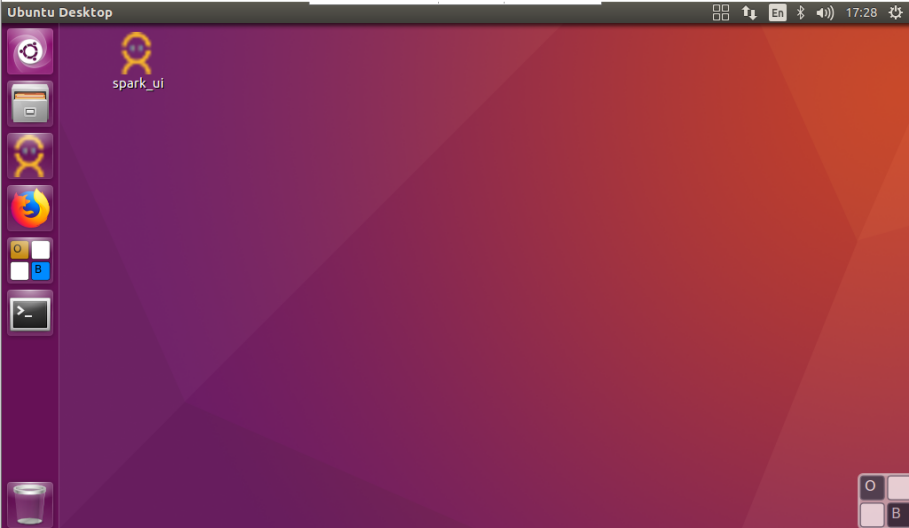 Ubuntu Desktop
En
17:28
spark_ui
O
B
>_
O
B